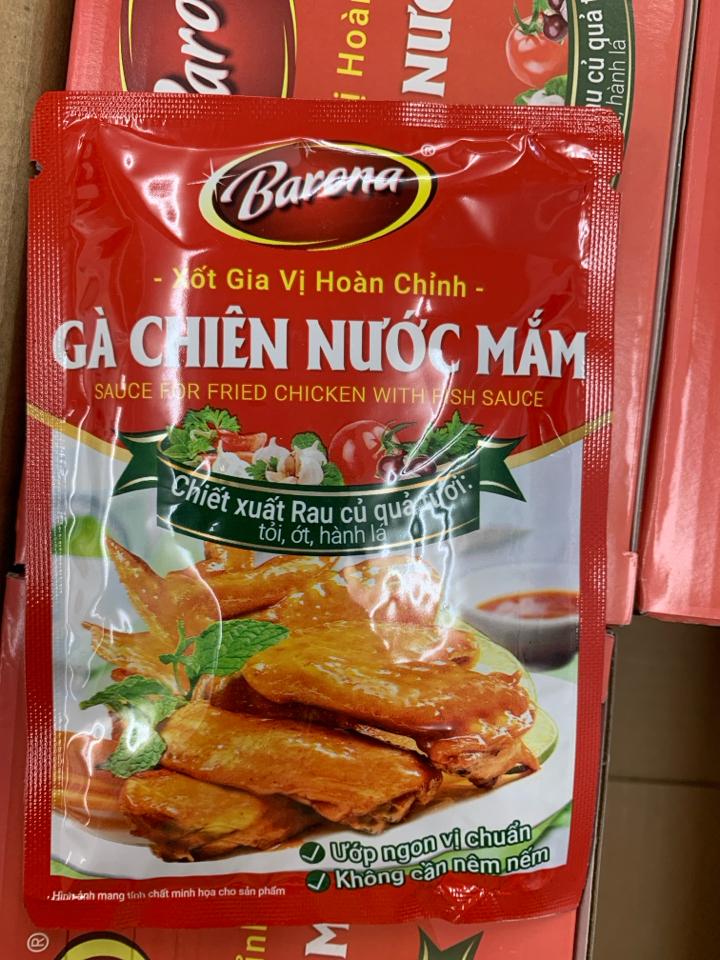 Barona
®
- Xốt Gia Vị Hoàn Chỉnh -
GÀ CHIÊN NƯỚC MẮM
SAUCE FOR FRIED CHICKEN WITH FISH SAUCE
Chiết xuất Rau củ quả tươi:
tỏi, ớt, hành lá
Ướp ngon vị chuẩn
Không cần nêm nếm
Hình ảnh mang tính chất minh họa cho sản phẩm
®